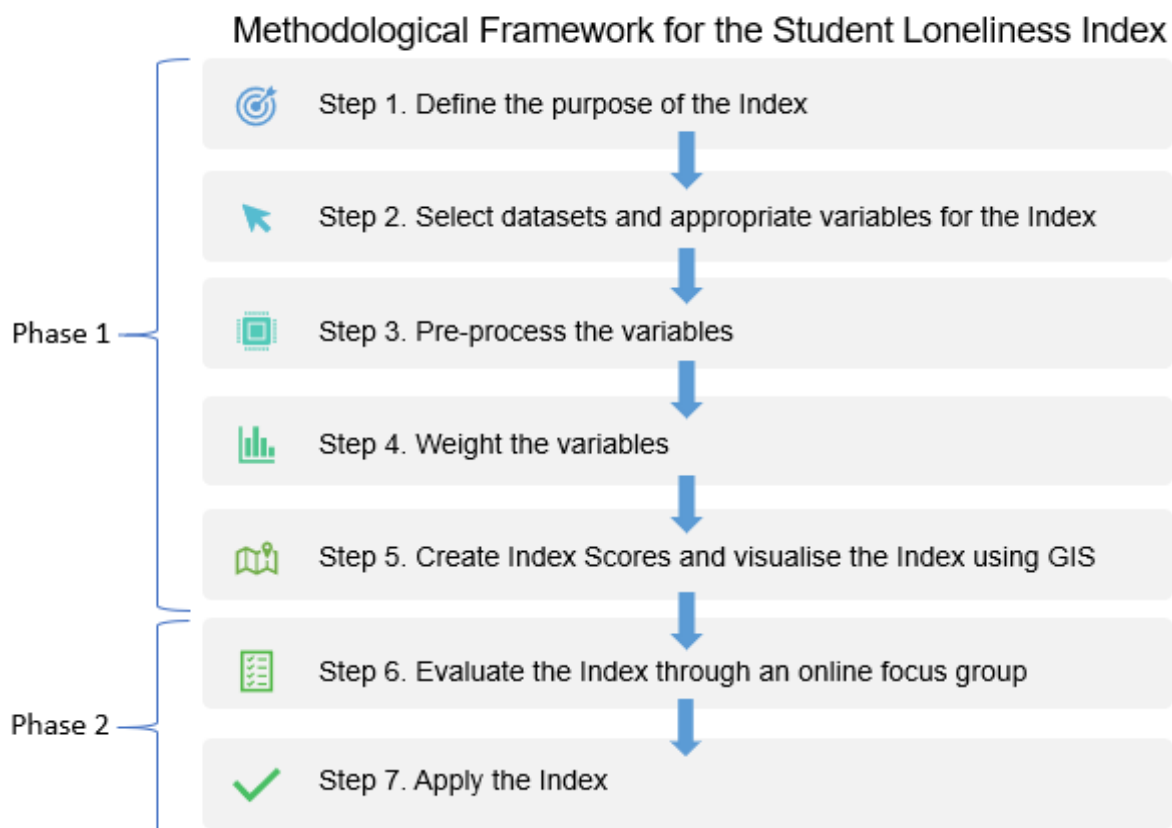 Methodological Framework for the Student Loneliness Index
Phase 1
Step 1. Define the purpose of the Index
Step 2. Select datasets and appropriate variables for the Index
Step 3. Pre-process the variables
Step 4. Weight the variables
Step 5. Create Index Scores and visualise the Index using GIS
Phase 2
Step 6. Evaluate the Index through an online focus group
Step 7. Apply the Index